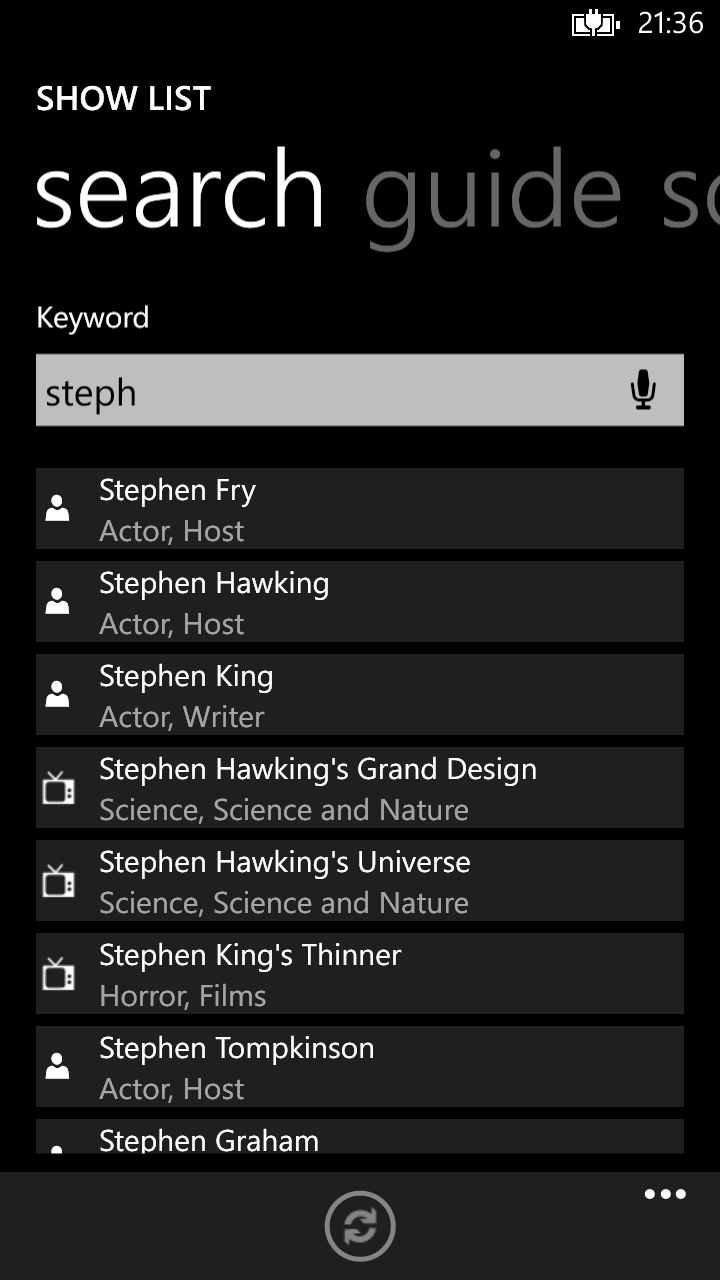 21:36
SHOW LIST
search guide sc
Keyword
steph
Stephen Fry
Actor, Host
Stephen Hawking
Actor, Host
Stephen King
Actor, Writer
Stephen Hawking's Grand Design
Science, Science and Nature
Stephen Hawking's Universe
Science, Science and Nature
Stephen King's Thinner
Horror, Films
Stephen Tompkinson
Actor, Host
Stephen Graham